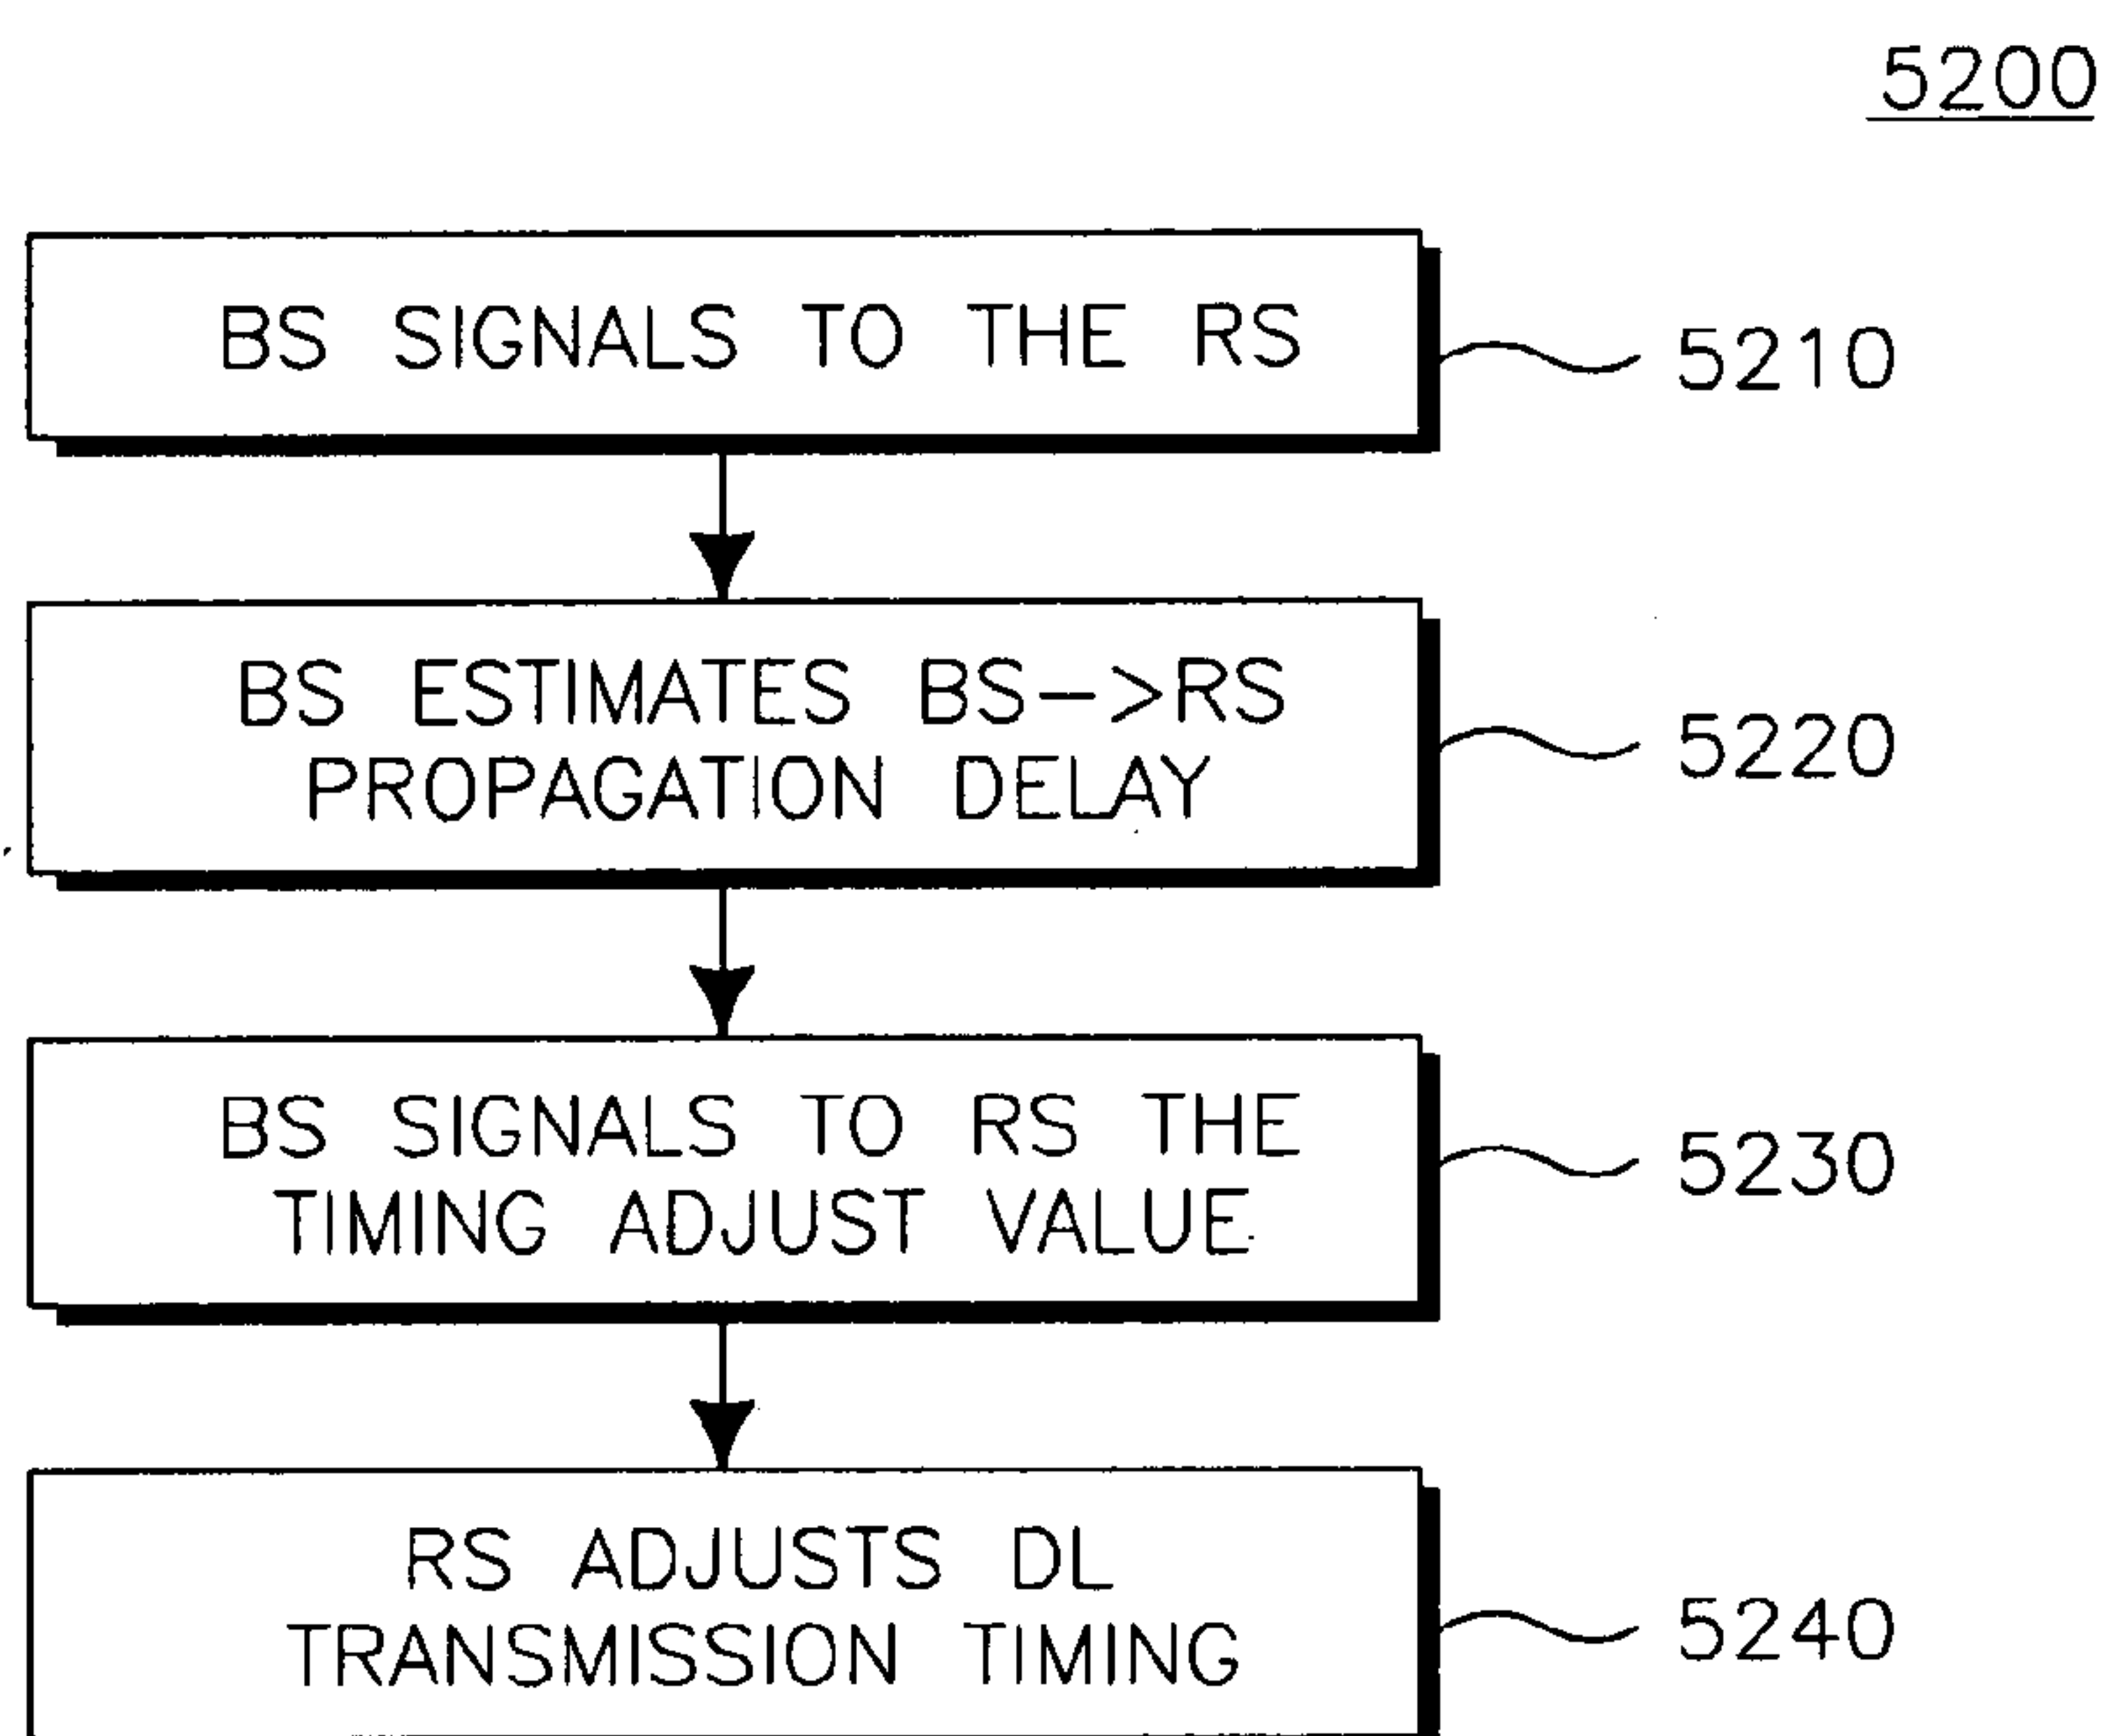 5200
BS SIGNALS TO THE RS
5210
BS ESTIMATES BS->RS
PROPAGATION DELAY
5220
BS SIGNALS TO RS THE
TIMING ADJUST VALUE
5230
RS ADJUSTS DL
TRANSMISSION TIMING
5240